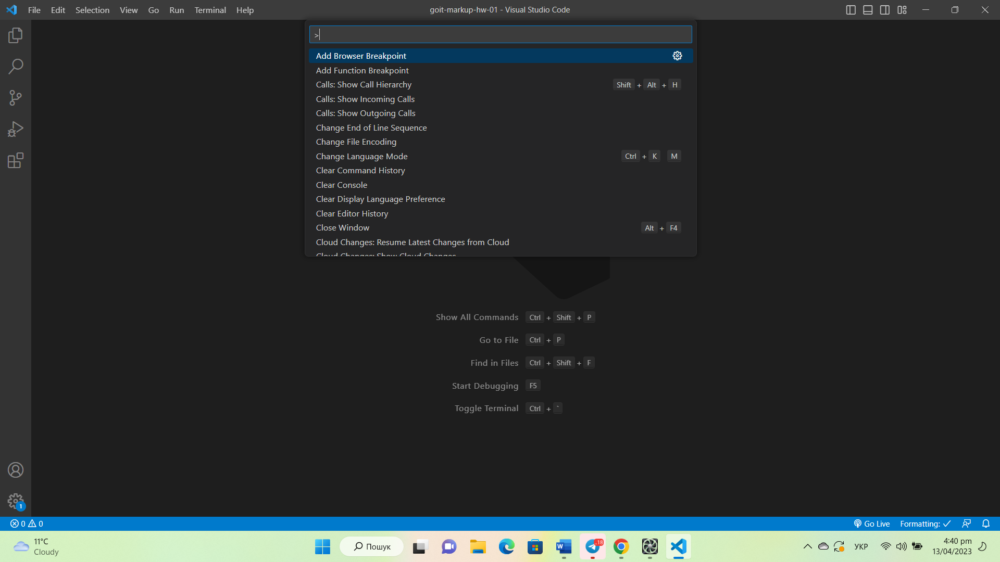 File Edit Selection View Go Run Terminal Help
goit-markup-hw-01 - Visual Studio Code
>
Add Browser Breakpoint
Add Function Breakpoint
Calls: Show Call Hierarchy Shift + Alt + H
Calls: Show Incoming Calls
Calls: Show Outgoing Calls
Change End of Line Sequence
Change File Encoding
Change Language Mode Ctrl + K M
Clear Command History
Clear Console
Clear Display Language Preference
Clear Editor History
Close Window Alt + F4
Cloud Changes: Resume Latest Changes from Cloud
Cloud Changes: Show Cloud Changes
Show All Commands Ctrl + Shift + P
Go to File Ctrl + P
Find in Files Ctrl + Shift + F
Start Debugging F5
Toggle Terminal Ctrl + `
1
0 0
Go Live Formatting:
11°C
Cloudy
Пошук
W
..18
УКР
4:40 pm
13/04/2023